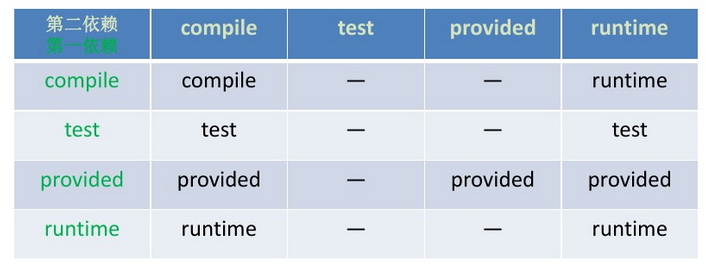 第二依赖 compile test provided runtime
第一依赖
compile compile — — runtime
test test — — test
provided provided — provided provided
runtime runtime — — runtime